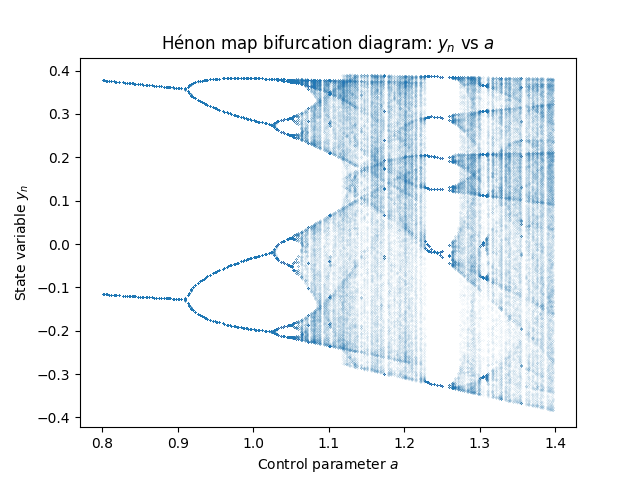 Hénon map bifurcation diagram: yₙ vs a
State variable yₙ
0.4
0.3
0.2
0.1
0.0
−0.1
−0.2
−0.3
−0.4
0.8 0.9 1.0 1.1 1.2 1.3 1.4
Control parameter a